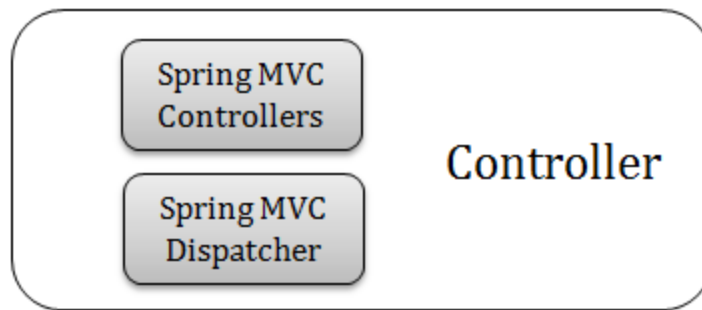 Spring MVC
Controllers
Controller
Spring MVC
Dispatcher